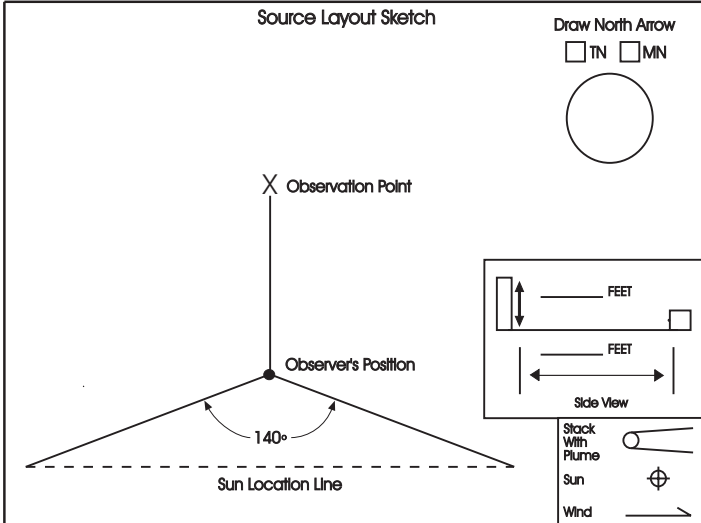 Source Layout Sketch
Draw North Arrow
TN MN
X Observation Point
FEET
Observer's Position
FEET
140°
Side View
Sun Location Line
Stack
With
Plume
Sun
Wind